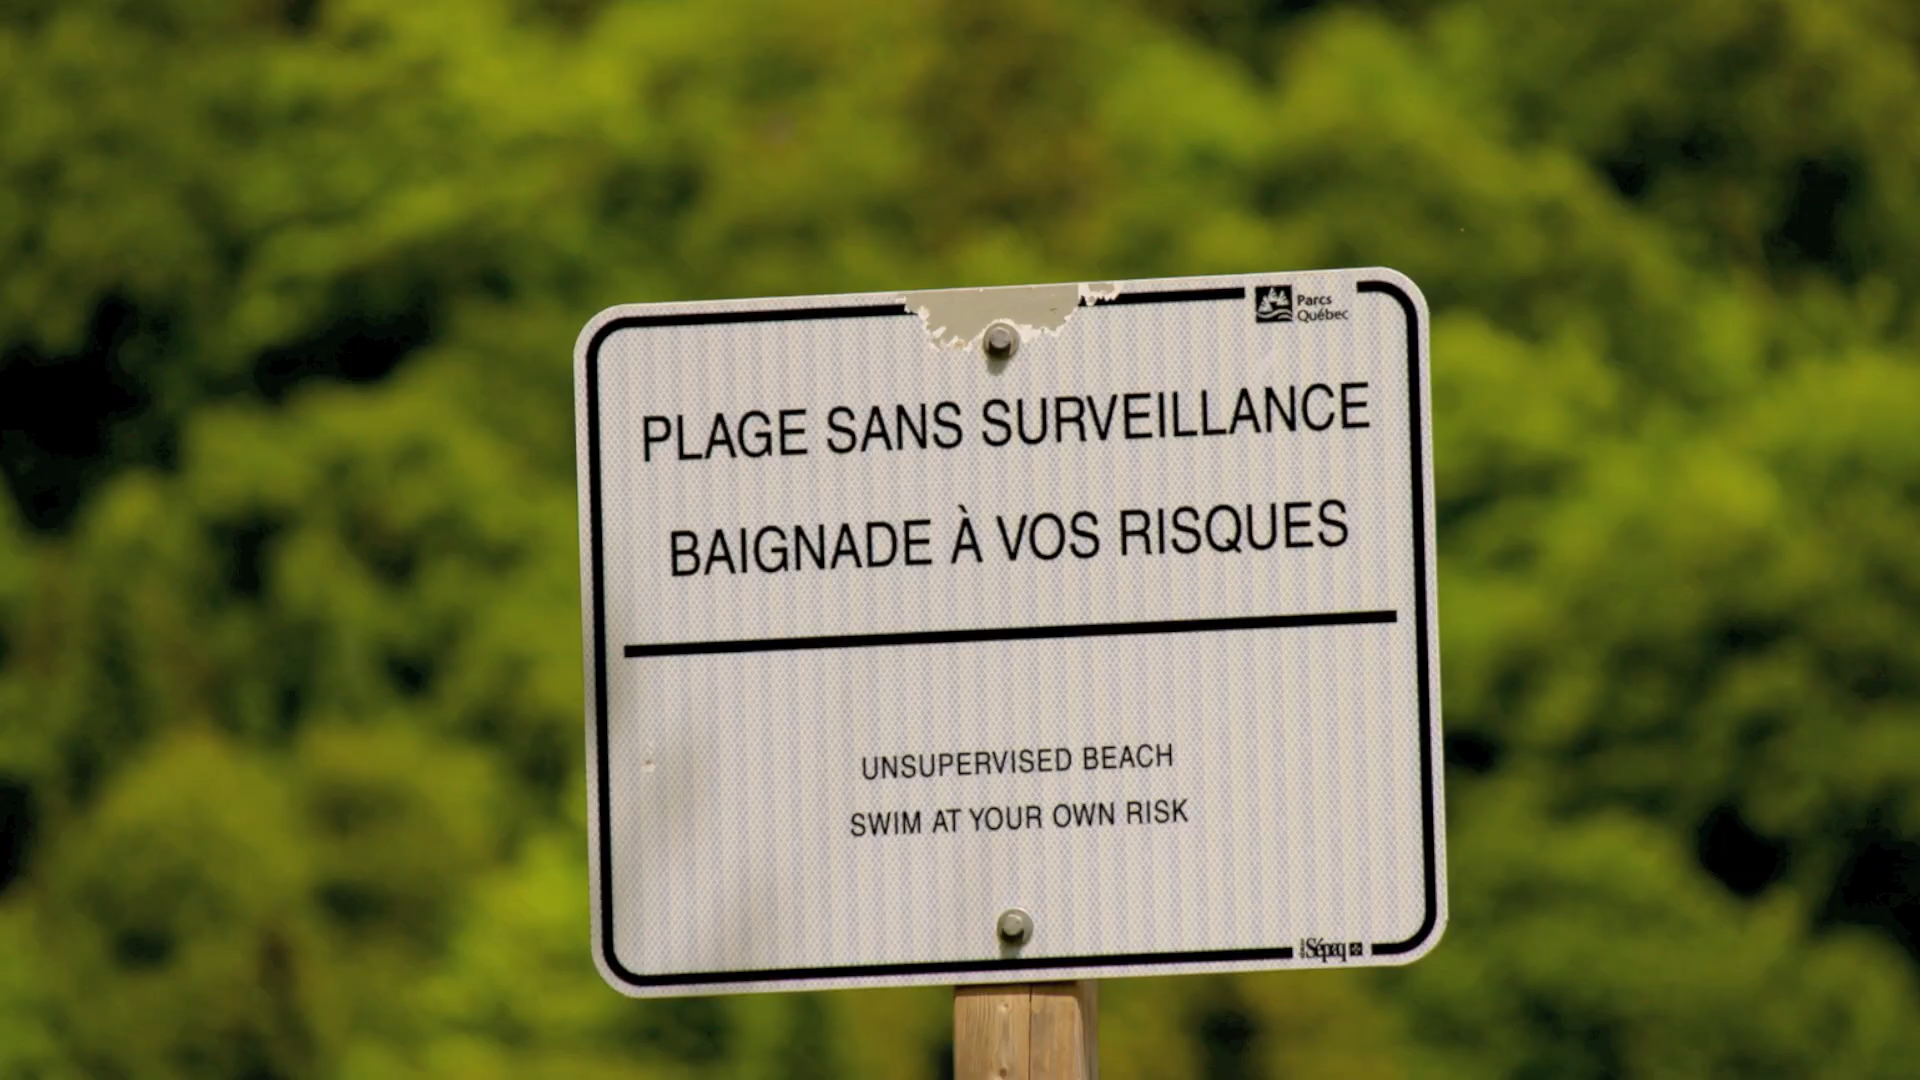 Parcs
Québec
PLAGE SANS SURVEILLANCE
BAIGNADE À VOS RISQUES
UNSUPERVISED BEACH
SWIM AT YOUR OWN RISK
Sépaq